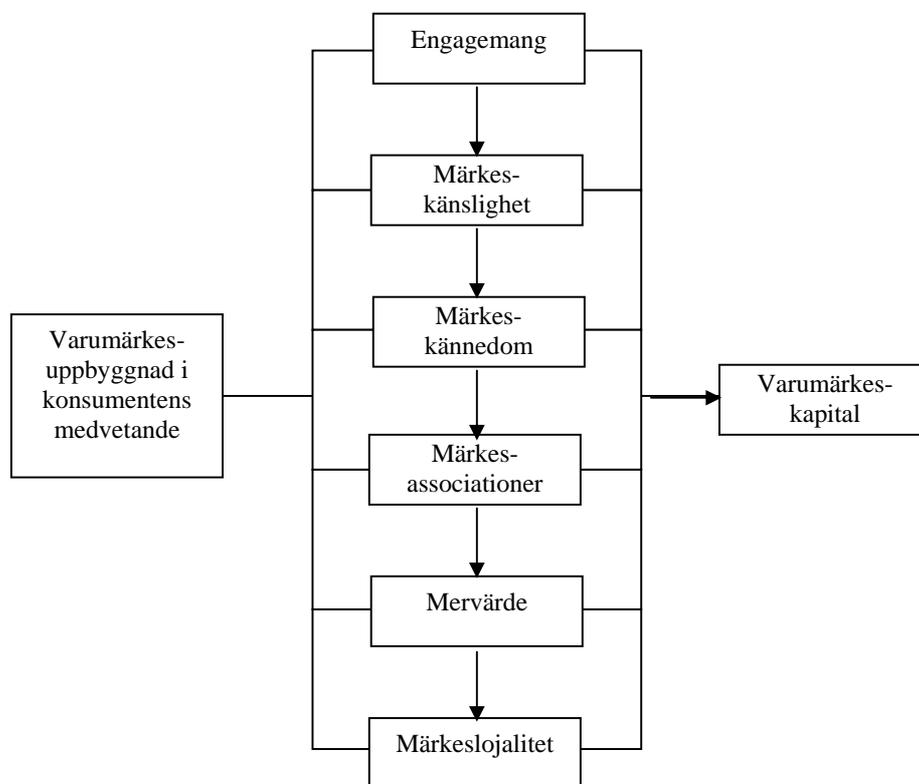 Engagemang
Märkes-
känslighet
Märkes-
kännedom
Varumärkes-
uppbyggnad i
konsumentens
medvetande
Varumärkes-
kapital
Märkes-
associationer
Mervärde
Märkeslojalitet